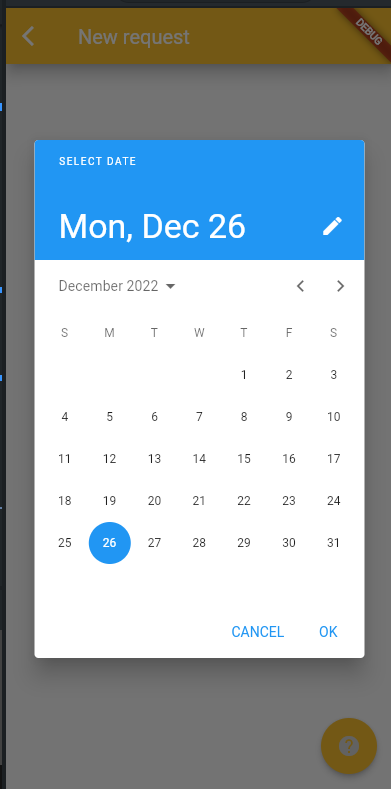 New request
DEBUG
SELECT DATE
Mon, Dec 26
December 2022
S M T W T F S
1 2 3
4 5 6 7 8 9 10
11 12 13 14 15 16 17
18 19 20 21 22 23 24
25 26 27 28 29 30 31
CANCEL OK
?